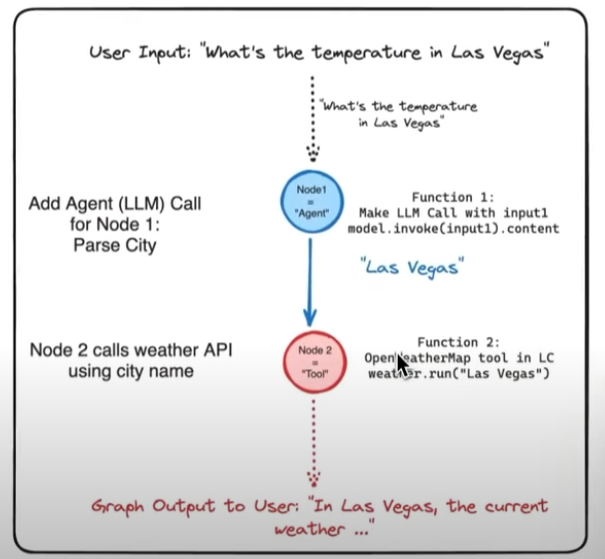 User Input: "What's the temperature in Las Vegas"
"What's the temperature
in Las Vegas"
Node1
=
"Agent"
Add Agent (LLM) Call
for Node 1:
Parse City
Function 1:
Make LLM Call with input1
model.invoke(input1).content
"Las Vegas"
Node 2
=
"Tool"
Node 2 calls weather API
using city name
Function 2:
OpenWeatherMap tool in LC
weather.run("Las Vegas")
Graph Output to User: "In Las Vegas, the current
weather ..."